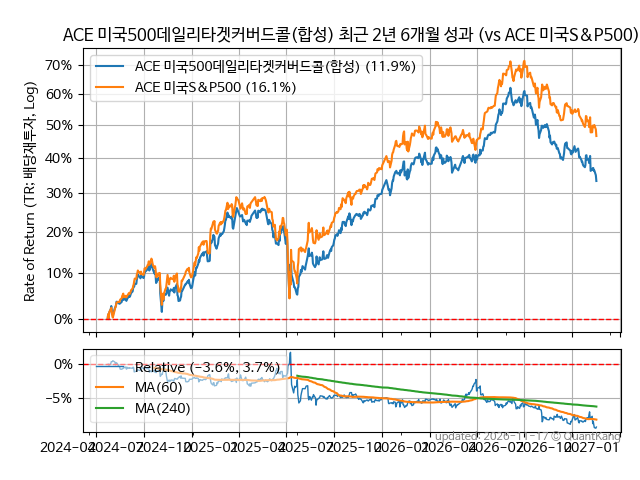 ACE 미국500데일리타겟커버드콜(합성) 최근 2년 6개월 성과 (vs ACE 미국S&P500)
ACE 미국500데일리타겟커버드콜(합성) (11.9%)
ACE 미국S&P500 (16.1%)
Rate of Return (TR: 배당재투자, Log)
70%
60%
50%
40%
30%
20%
10%
0%
Relative (-3.6%, 3.7%)
MA(60)
MA(240)
0%
-5%
2024-04
2024-07
2024-10
2025-01
2025-04
2025-07
2025-10
2026-01
2026-04
2026-07
2026-10
2027-01
© QuantKang